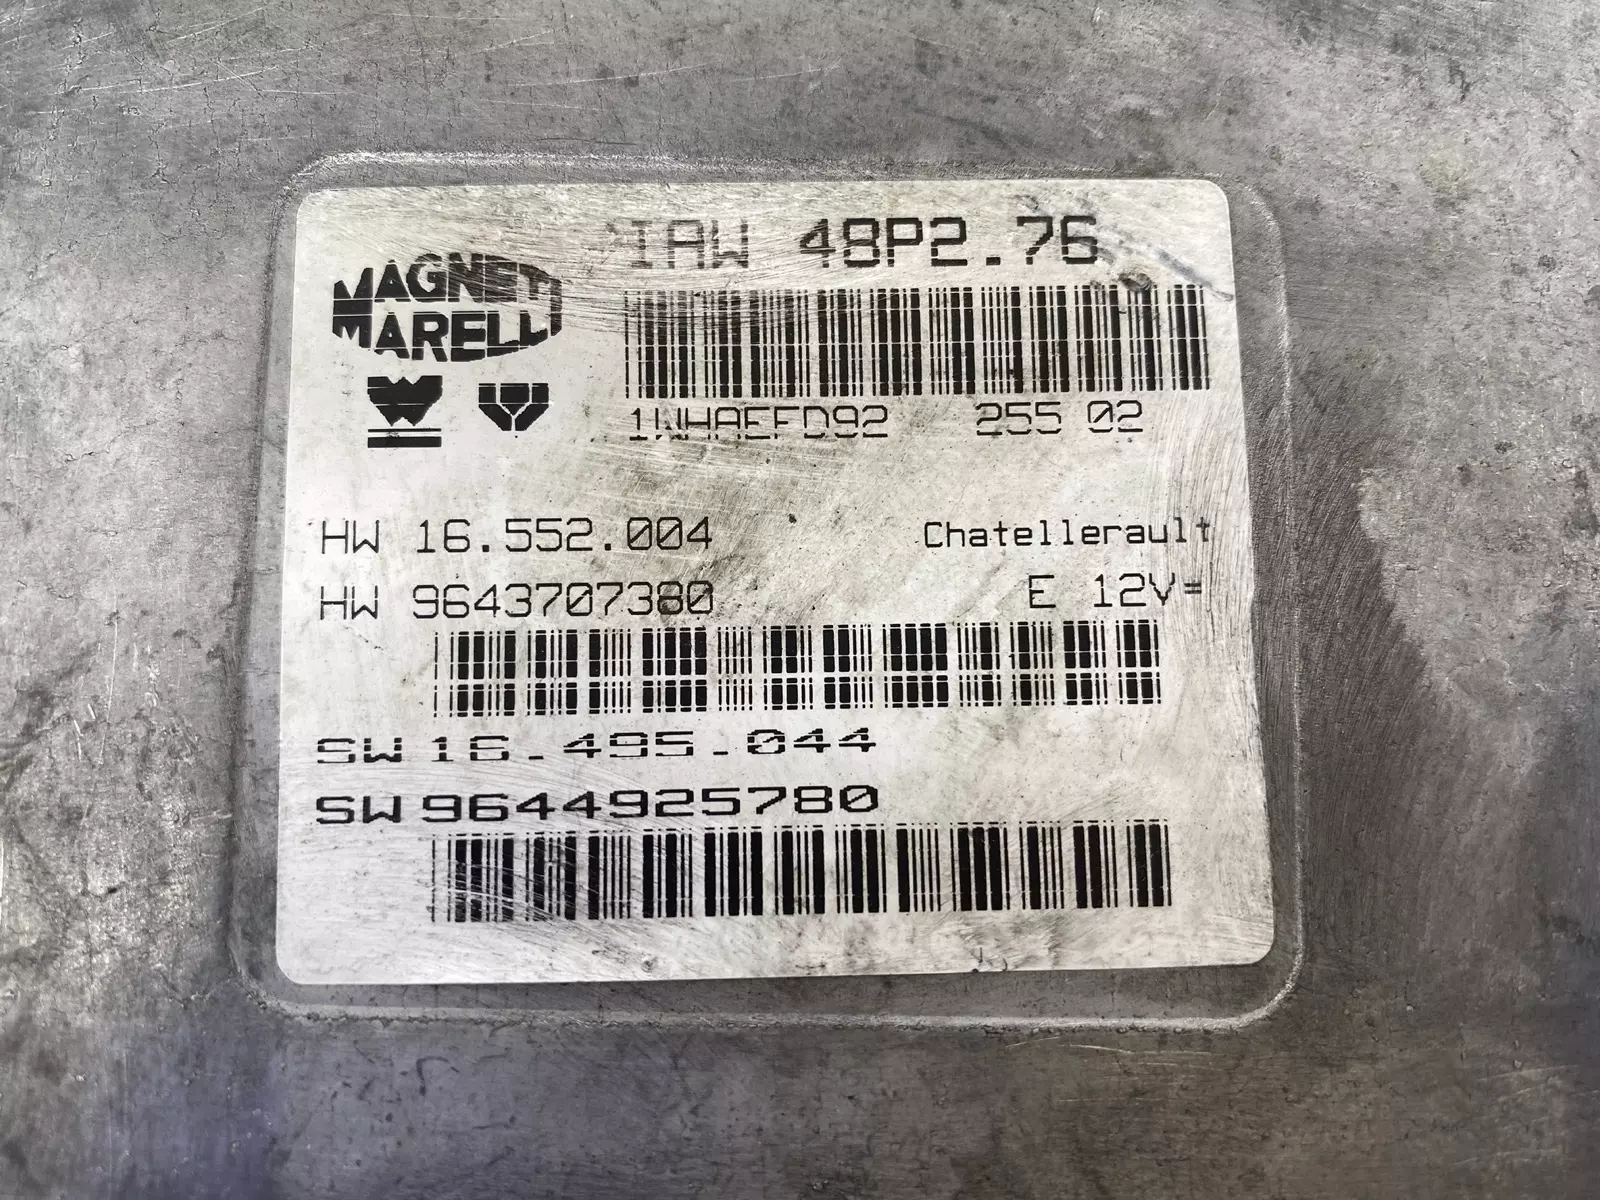 IAW 48P2.76
MAGNETI
MARELLI
1WHAEFD92 255 02
HW 16.552.004 Chatellerault
HW 9643707380 E 12V=
SW 16.495.044
SW 9644925780